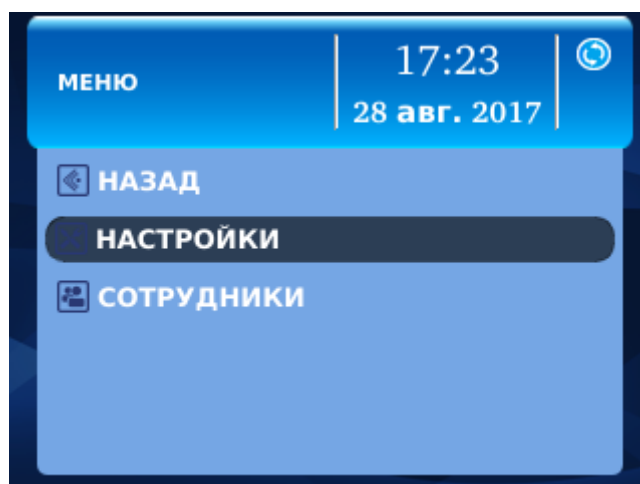 МЕНЮ
17:23
28 авг. 2017
НАЗАД
НАСТРОЙКИ
СОТРУДНИКИ